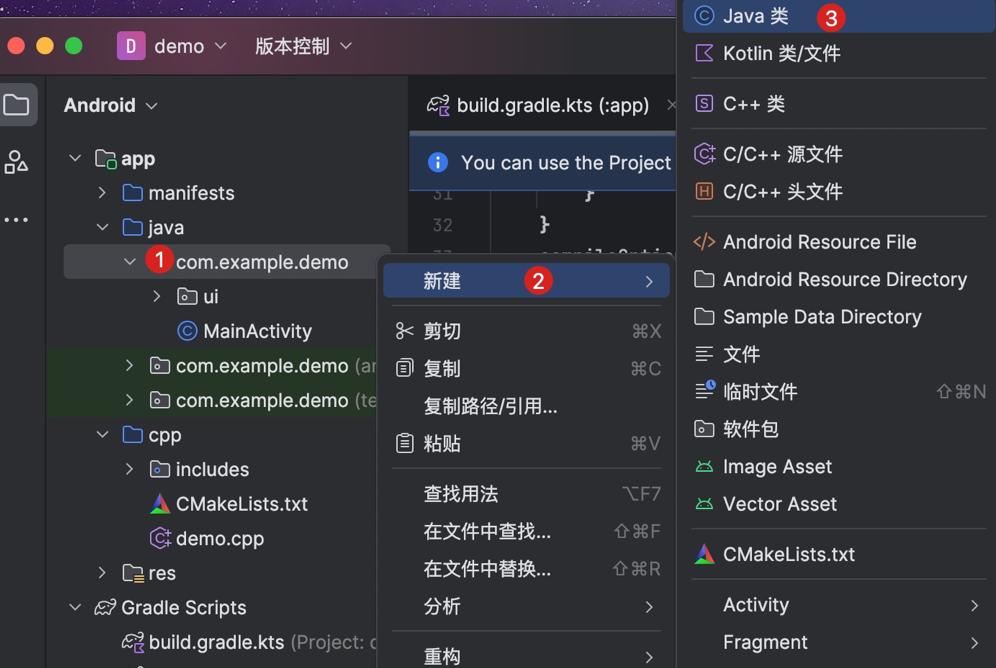 D demo 版本控制
Android
app
manifests
java
1 com.example.demo
ui
MainActivity
com.example.demo
com.example.demo
cpp
includes
CMakeLists.txt
demo.cpp
res
Gradle Scripts
build.gradle.kts (Project:
build.gradle.kts (:app)
You can use the Project
31 }
32 }
新建 2
剪切 ⌘X
复制 ⌘C
复制路径/引用...
粘贴 ⌘V
查找用法 ⌥F7
在文件中查找... ⇧⌘F
在文件中替换... ⇧⌘R
分析
重构
Java 类 3
Kotlin 类/文件
C++ 类
C/C++ 源文件
C/C++ 头文件
Android Resource File
Android Resource Directory
Sample Data Directory
文件
临时文件 ⇧⌘N
软件包
Image Asset
Vector Asset
CMakeLists.txt
Activity
Fragment